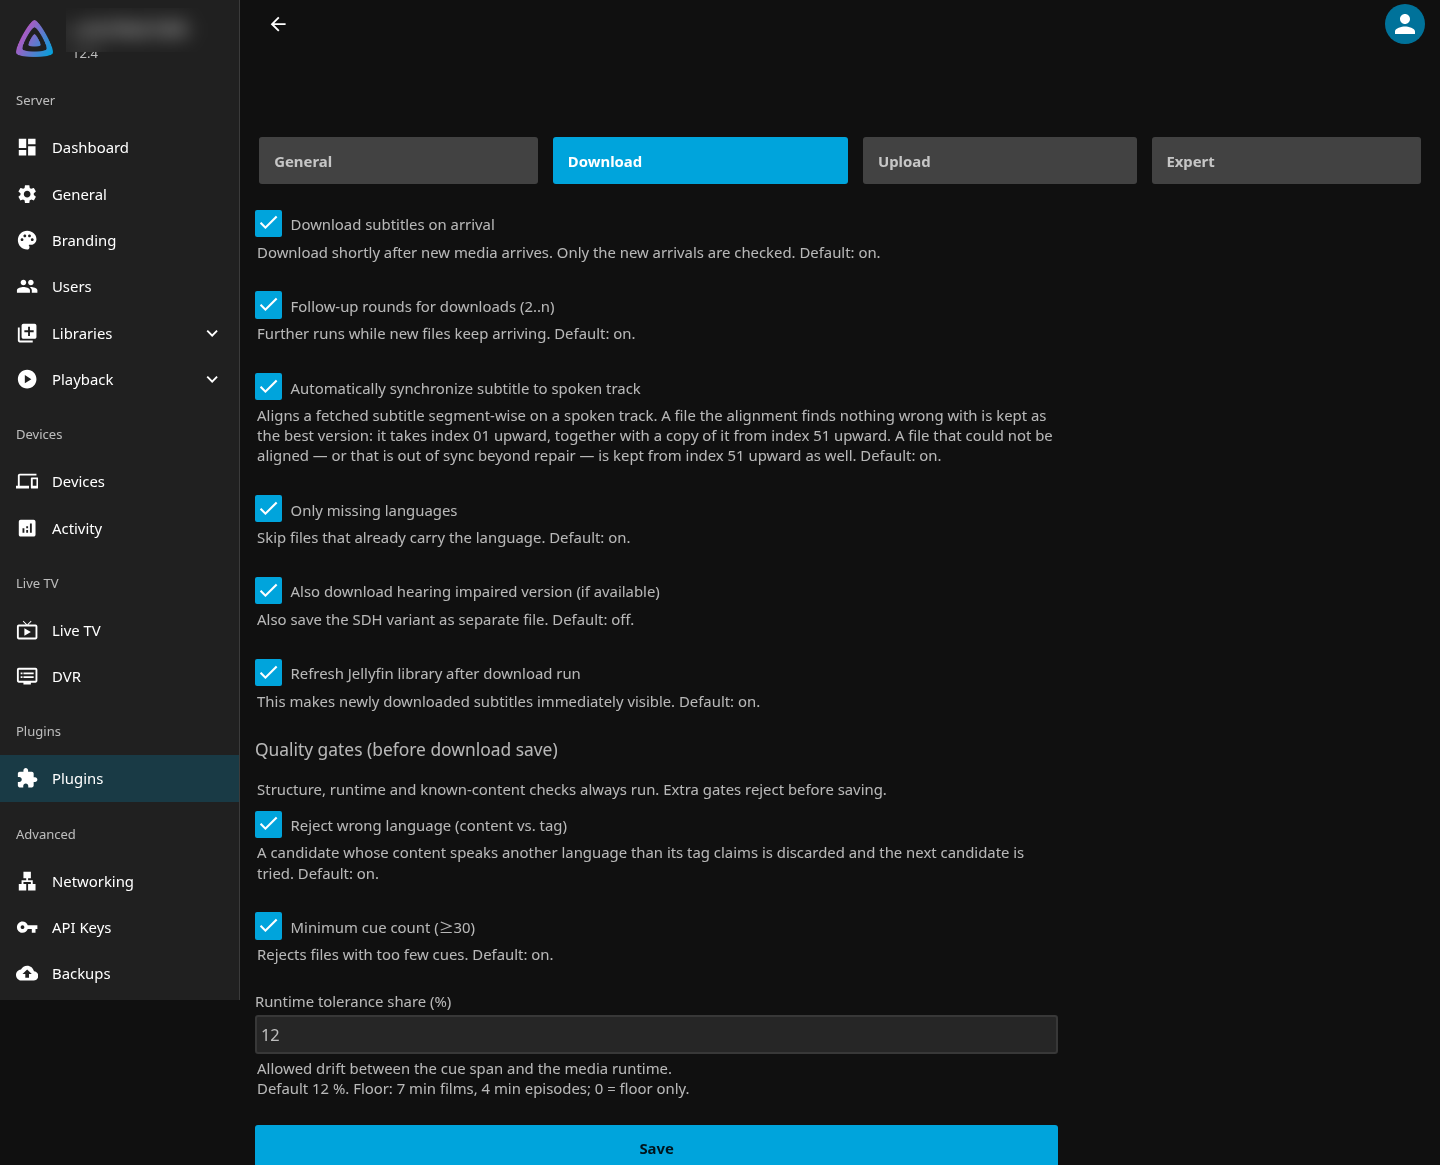 12.4
Server
Dashboard
General
Branding
Users
Libraries
Playback
Devices
Devices
Activity
Live TV
Live TV
DVR
Plugins
Plugins
Advanced
Networking
API Keys
Backups
General
Download
Upload
Expert
Download subtitles on arrival
Download shortly after new media arrives. Only the new arrivals are checked. Default: on.
Follow-up rounds for downloads (2..n)
Further runs while new files keep arriving. Default: on.
Automatically synchronize subtitle to spoken track
Aligns a fetched subtitle segment-wise on a spoken track. A file the alignment finds nothing wrong with is kept as
the best version: it takes index 01 upward, together with a copy of it from index 51 upward. A file that could not be
aligned — or that is out of sync beyond repair — is kept from index 51 upward as well. Default: on.
Only missing languages
Skip files that already carry the language. Default: on.
Also download hearing impaired version (if available)
Also save the SDH variant as separate file. Default: off.
Refresh Jellyfin library after download run
This makes newly downloaded subtitles immediately visible. Default: on.
Quality gates (before download save)
Structure, runtime and known-content checks always run. Extra gates reject before saving.
Reject wrong language (content vs. tag)
A candidate whose content speaks another language than its tag claims is discarded and the next candidate is
tried. Default: on.
Minimum cue count (≥30)
Rejects files with too few cues. Default: on.
Runtime tolerance share (%)
12
Allowed drift between the cue span and the media runtime.
Default 12 %. Floor: 7 min films, 4 min episodes; 0 = floor only.
Save